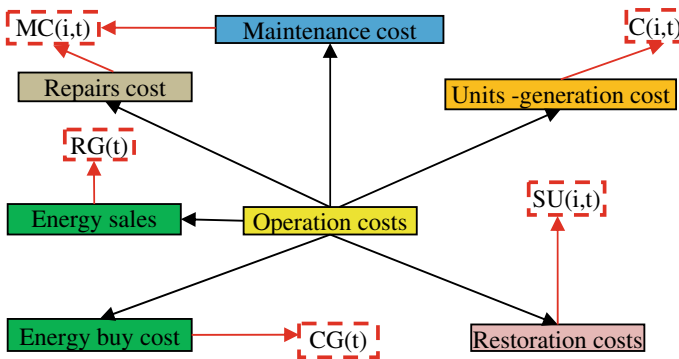 MC(i,t)
Maintenance cost
C(i,t)
Repairs cost
Units -generation cost
RG(t)
SU(i,t)
Energy sales
Operation costs
Energy buy cost
CG(t)
Restoration costs